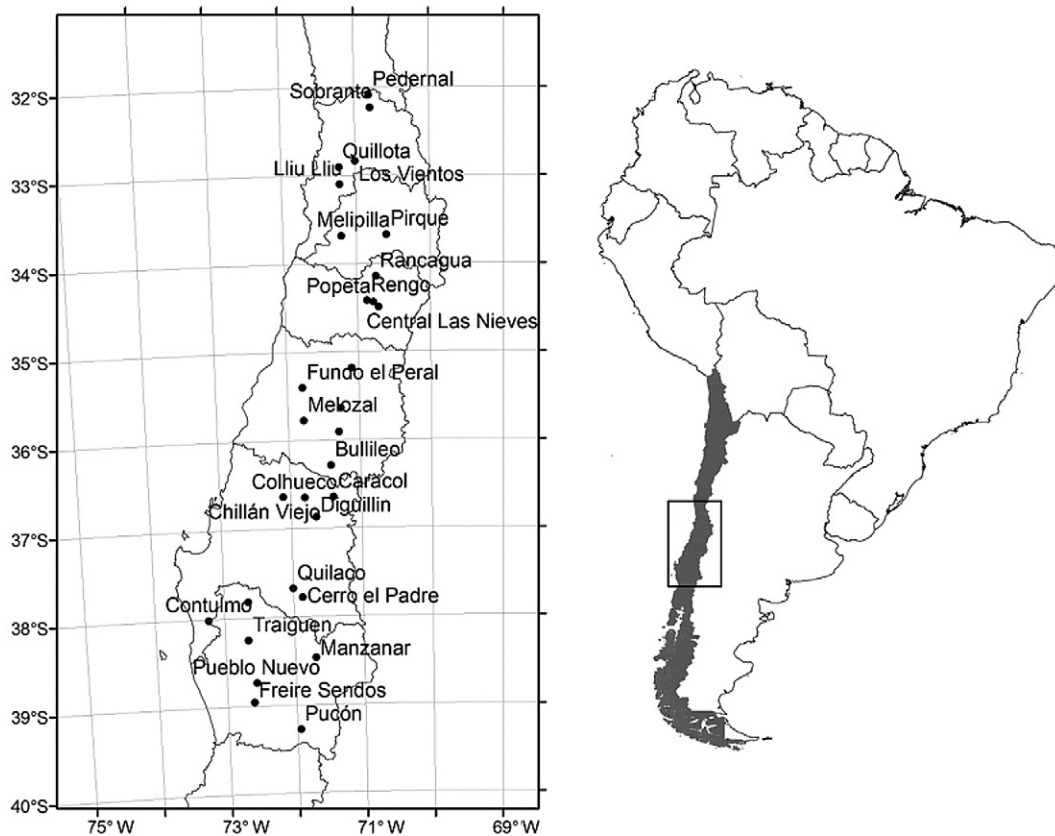 Pedernal
32°S
Sobrante
Quillota
Lliu Lliu
Los Vientos
33°S
Melipilla
Pirque
34°S
Rancagua
Popeta
Rengo
Central Las Nieves
35°S
Fundo el Peral
Melozal
36°S
Bullileo
Colhueco
Caracol
Chillán Viejo
Diguillin
37°S
Quilaco
Cerro el Padre
Contulmo
38°S
Traiguen
Manzanar
Pueblo Nuevo
Freire Sendos
39°S
Pucón
40°S
75°W
73°W
71°W
69°W